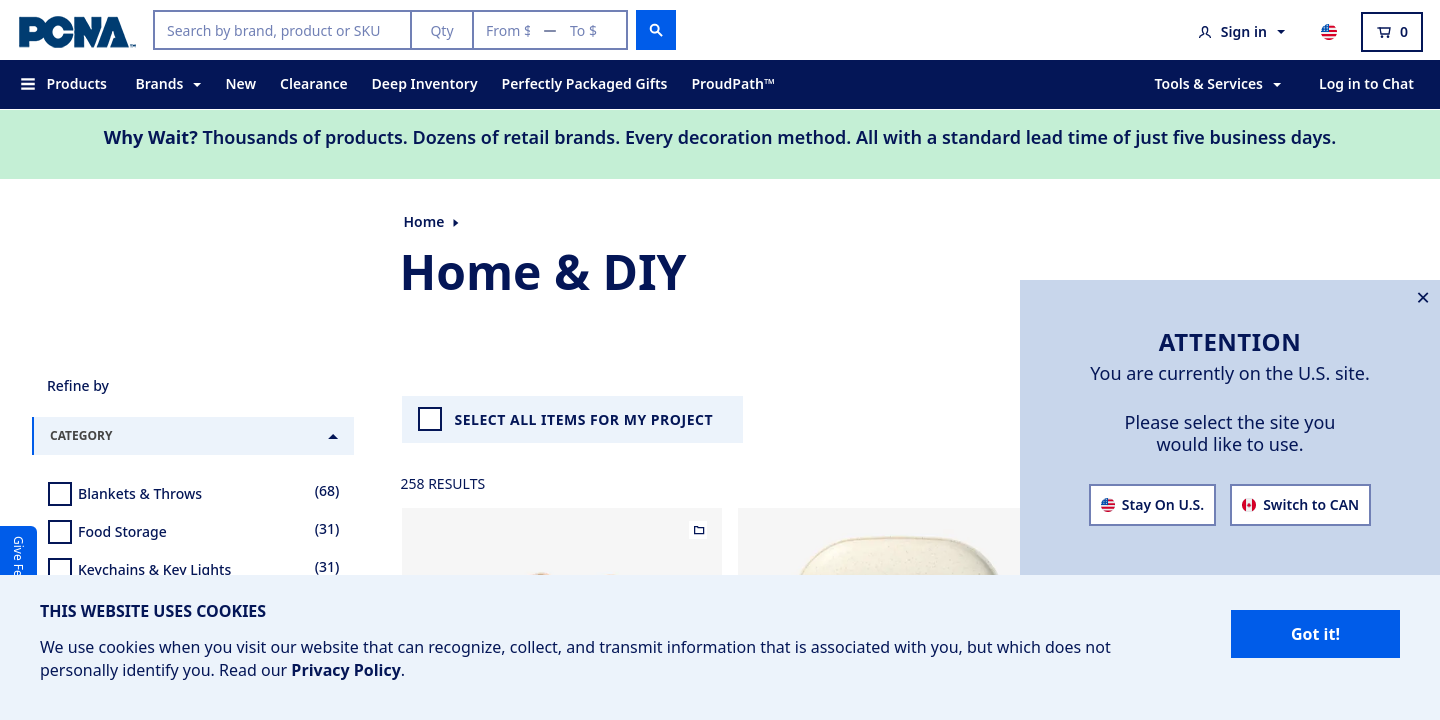 PCNA™
Search by brand, product or SKU
Qty
From $ — To $
Sign in
0
Products
Brands
New
Clearance
Deep Inventory
Perfectly Packaged Gifts
ProudPath™
Tools & Services
Log in to Chat
Why Wait? Thousands of products. Dozens of retail brands. Every decoration method. All with a standard lead time of just five business days.
Home
Home & DIY
ATTENTION
You are currently on the U.S. site.
Please select the site you
would like to use.
Stay On U.S.
Switch to CAN
Refine by
CATEGORY
Blankets & Throws (68)
Food Storage (31)
Keychains & Key Lights (31)
SELECT ALL ITEMS FOR MY PROJECT
258 RESULTS
Give
THIS WEBSITE USES COOKIES
We use cookies when you visit our website that can recognize, collect, and transmit information that is associated with you, but which does not
personally identify you. Read our Privacy Policy.
Got it!